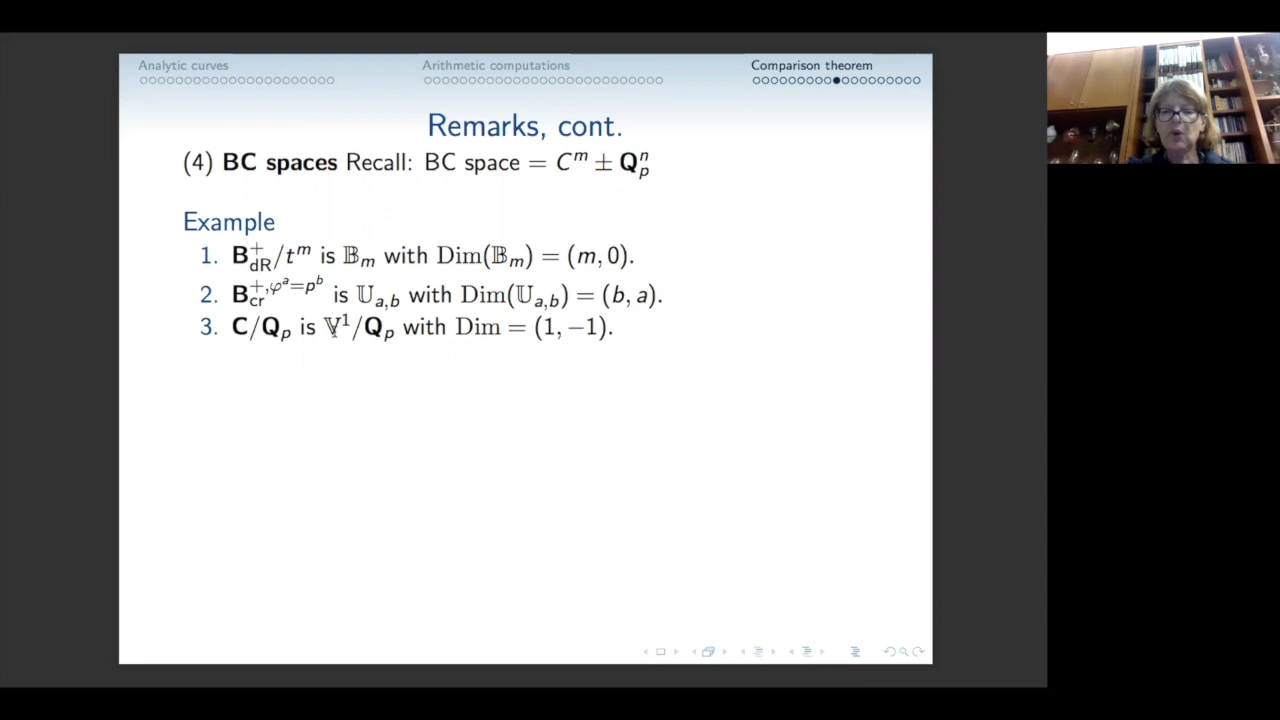 Analytic curves Arithmetic computations Comparison theorem
Remarks, cont.
(4) BC spaces Recall: BC space = C^m ± Q_p^n
Example
1. B_dR^+/t^m is 𝔹_m with Dim(𝔹_m) = (m, 0).
2. B_cr^{+,φ^a=p^b} is 𝕌_{a,b} with Dim(𝕌_{a,b}) = (b, a).
3. C/Q_p is 𝕍^1/Q_p with Dim = (1, −1).